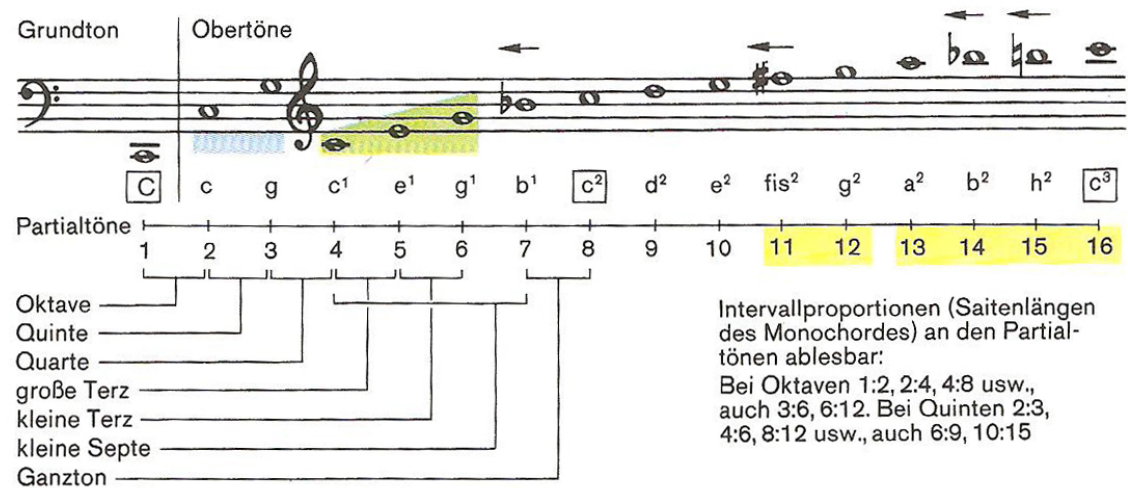 Grundton Obertöne
C c g c¹ e¹ g¹ b¹ c² d² e² fis² g² a² b² h² c³
Partialtöne
1 2 3 4 5 6 7 8 9 10 11 12 13 14 15 16
Oktave
Quinte
Quarte
große Terz
kleine Terz
kleine Septe
Ganzton
Intervallproportionen (Saitenlängen
des Monochordes) an den Partial-
tönen ablesbar:
Bei Oktaven 1:2, 2:4, 4:8 usw.,
auch 3:6, 6:12. Bei Quinten 2:3,
4:6, 8:12 usw., auch 6:9, 10:15